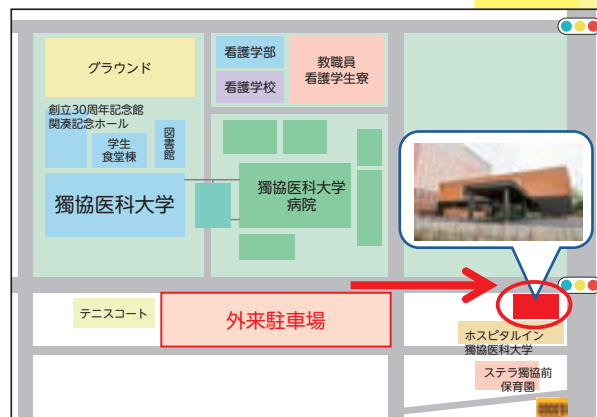 グラウンド
看護学部
看護学校
教職員
看護学生寮
創立30周年記念館
関湊記念ホール
学生
食堂棟
図書館
獨協医科大学
獨協医科大学
病院
テニスコート
外来駐車場
ホスピタルイン
獨協医科大学
ステラ獨協前
保育園